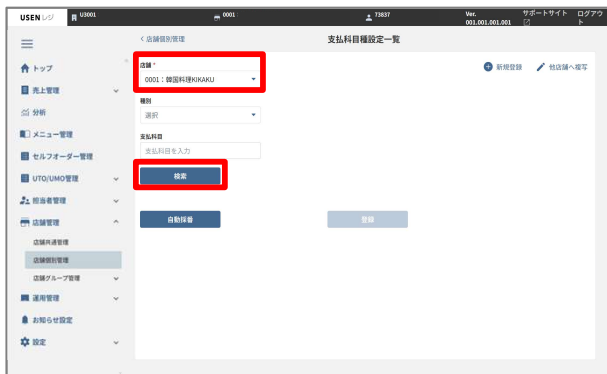 USENレジ U3001 0001 73837 Ver. 001.001.001.001 サポートサイト ログアウト
< 店舗個別管理 支払科目種設定一覧
トップ
売上管理
分析
メニュー管理
セルフオーダー管理
UTO/UMO管理
担当者管理
店舗管理
店舗共通管理
店舗個別管理
店舗グループ管理
運用管理
お知らせ設定
設定
店舗 *
0001：韓国料理KIKAKU
新規登録 他店舗へ複写
種別
選択
支払科目
支払科目を入力
検索
自動採番 登録